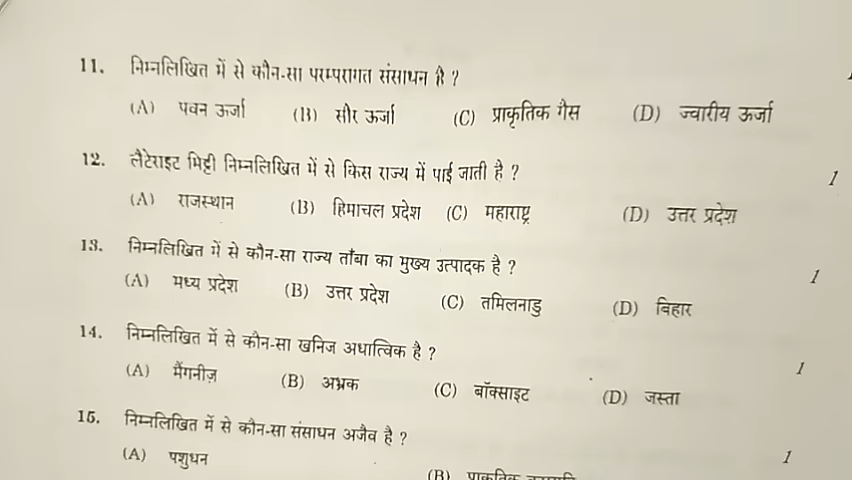 11. निम्नलिखित में से कौन-सा परम्परागत संसाधन है ?
(A) पवन ऊर्जा (B) सौर ऊर्जा (C) प्राकृतिक गैस (D) ज्वारीय ऊर्जा
12. लैटेराइट मिट्टी निम्नलिखित में से किस राज्य में पाई जाती है ? 1
(A) राजस्थान (B) हिमाचल प्रदेश (C) महाराष्ट्र (D) उत्तर प्रदेश
13. निम्नलिखित में से कौन-सा राज्य ताँबा का मुख्य उत्पादक है ? 1
(A) मध्य प्रदेश (B) उत्तर प्रदेश (C) तमिलनाडु (D) बिहार
14. निम्नलिखित में से कौन-सा खनिज अधात्विक है ? 1
(A) मैंगनीज़ (B) अभ्रक (C) बॉक्साइट (D) जस्ता
15. निम्नलिखित में से कौन-सा संसाधन अजैव है ? 1
(A) पशुधन (B)